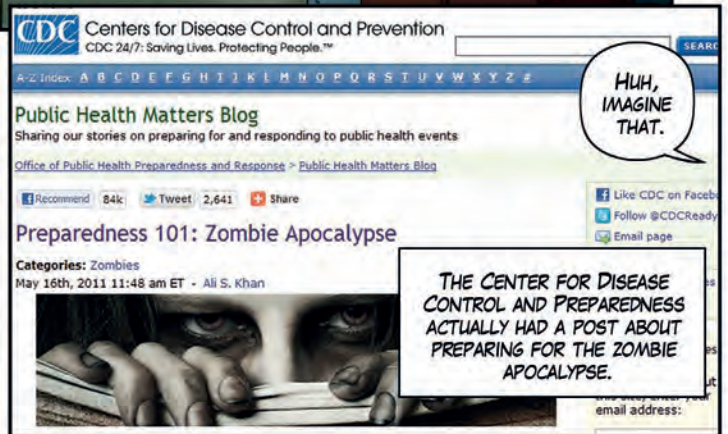 CDC Centers for Disease Control and Prevention
CDC 24/7: Saving Lives. Protecting People.™
SEARC
A-Z Index A B C D E F G H I J K L M N O P Q R S T U V W X Y Z #
HUH,
IMAGINE
THAT.
Public Health Matters Blog
Sharing our stories on preparing for and responding to public health events
Office of Public Health Preparedness and Response > Public Health Matters Blog
Recommend 84k Tweet 2,641 Share
Like CDC on Facebo
Follow @CDCReady
Email page
Preparedness 101: Zombie Apocalypse
Categories: Zombies
May 16th, 2011 11:48 am ET - Ali S. Khan
THE CENTER FOR DISEASE
CONTROL AND PREPAREDNESS
ACTUALLY HAD A POST ABOUT
PREPARING FOR THE ZOMBIE
APOCALYPSE.
email address: